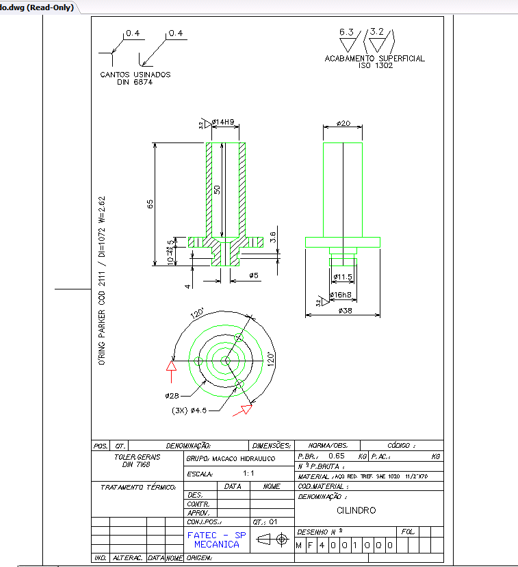 lo.dwg (Read-Only)
0.4
0.4
CANTOS USINADOS
DIN 6874
6.3
3.2
ACABAMENTO SUPERFICIAL
ISO 1302
O'RING PARKER COD 2111 / DI=1072 W=2.62
3.2
ø14H9
ø20
65
50
3.6
4
ø5
ø11.5
3.2
ø16h8
ø38
120°
120°
ø28
(3X) ø4.5
POS. QT. DENOMINAÇÃO: DIMENSÕES: NORMA/OBS. CÓDIGO :
TOLER.GERAIS
DIN 7168
GRUPO: MACACO HIDRAULICO
P.BR.: 0.65 KG P.AC.: KG
Nº P.BRUTA :
ESCALA: 1:1
MATERIAL :AÇO RED. TREF. SAE 1020 11/2"X70
TRATAMENTO TÉRMICO:
DATA NOME
COD.MATERIAL :
DES.
DENOMINAÇÃO :
CONTR.
APROV.
CILINDRO
CONJ.POS.: QT.: 01
FATEC - SP
MECANICA
DESENHO Nº FOL.
M F 4 0 0 1 0 0 0
IND. ALTERAC. DATA NOME ORIGEM: